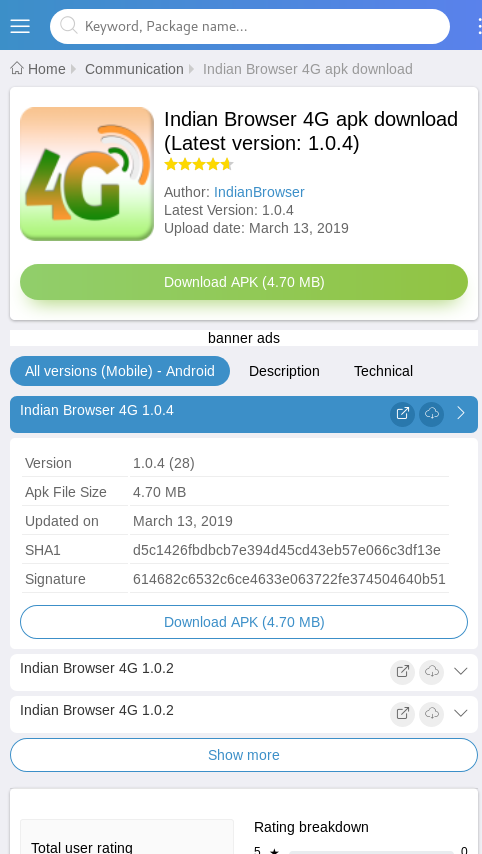 Keyword, Package name...
Home Communication Indian Browser 4G apk download
4G
Indian Browser 4G apk download
(Latest version: 1.0.4)
Author: IndianBrowser
Latest Version: 1.0.4
Upload date: March 13, 2019
Download APK (4.70 MB)
banner ads
All versions (Mobile) - Android Description Technical
Indian Browser 4G 1.0.4
Version 1.0.4 (28)
Apk File Size 4.70 MB
Updated on March 13, 2019
SHA1 d5c1426fbdbcb7e394d45cd43eb57e066c3df13e
Signature 614682c6532c6ce4633e063722fe374504640b51
Download APK (4.70 MB)
Indian Browser 4G 1.0.2
Indian Browser 4G 1.0.2
Show more
Rating breakdown
Total user rating
5 ★ 0